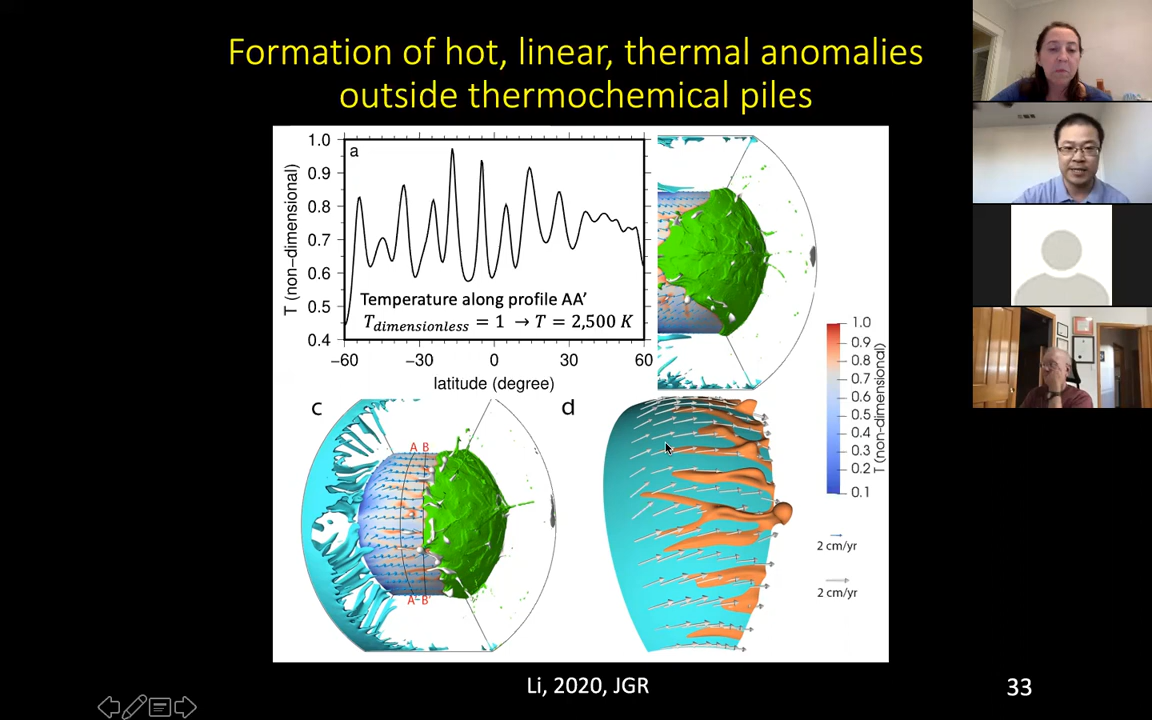 Formation of hot, linear, thermal anomalies
outside thermochemical piles
a
1.0
0.9
0.8
0.7
0.6
0.5
0.4
T (non−dimensional)
Temperature along profile AA’
T_dimensionless = 1 → T = 2,500 K
−60 −30 0 30 60
latitude (degree)
c
A B
A' B'
d
1.0
0.9
0.8
0.7
0.6
0.5
0.4
0.3
0.2
0.1
T (non-dimensional)
2 cm/yr
2 cm/yr
Li, 2020, JGR
33